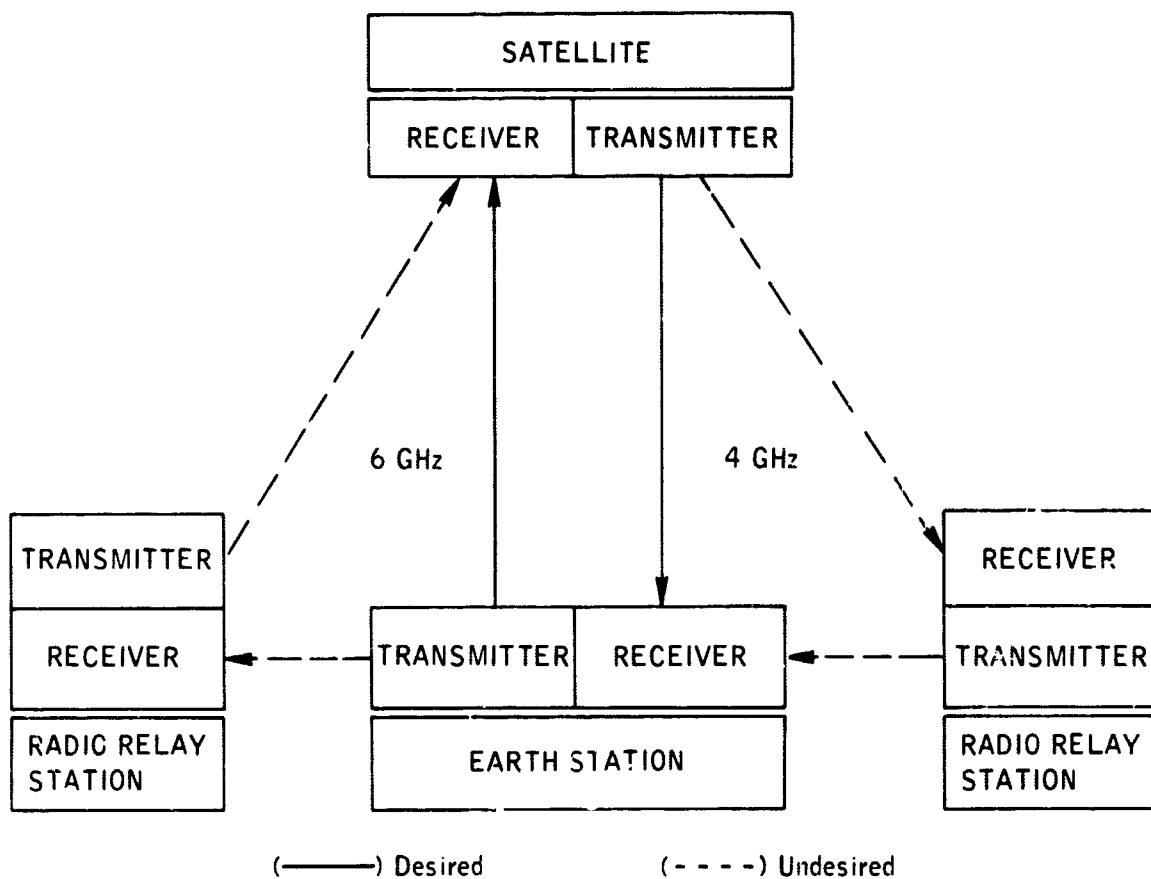 SATELLITE
RECEIVER TRANSMITTER
6 GHz 4 GHz
TRANSMITTER
RECEIVER
RADIO RELAY
STATION
TRANSMITTER RECEIVER
EARTH STATION
RECEIVER
TRANSMITTER
RADIO RELAY
STATION
(——) Desired (----) Undesired